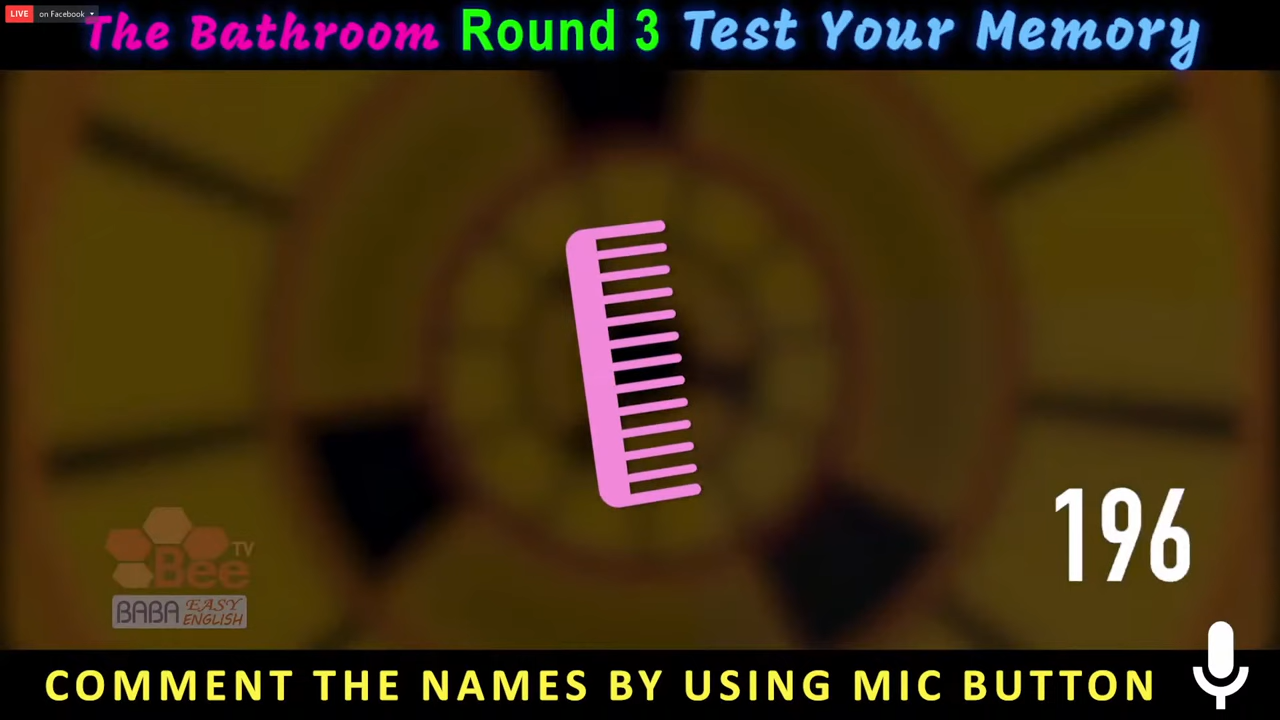 LIVE on Facebook
The Bathroom Round 3 Test Your Memory
196
Bee TV
BABA EASY ENGLISH
COMMENT THE NAMES BY USING MIC BUTTON